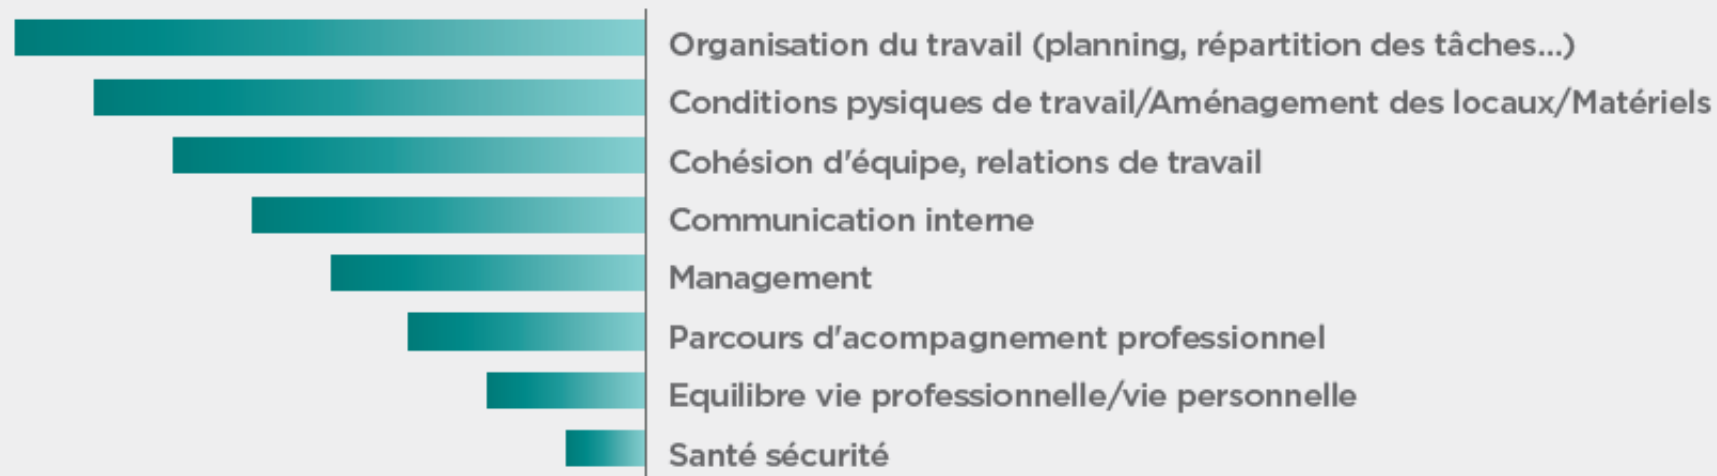 Organisation du travail (planning, répartition des tâches...)
Conditions pysiques de travail/Aménagement des locaux/Matériels
Cohésion d'équipe, relations de travail
Communication interne
Management
Parcours d'acompagnement professionnel
Equilibre vie professionnelle/vie personnelle
Santé sécurité